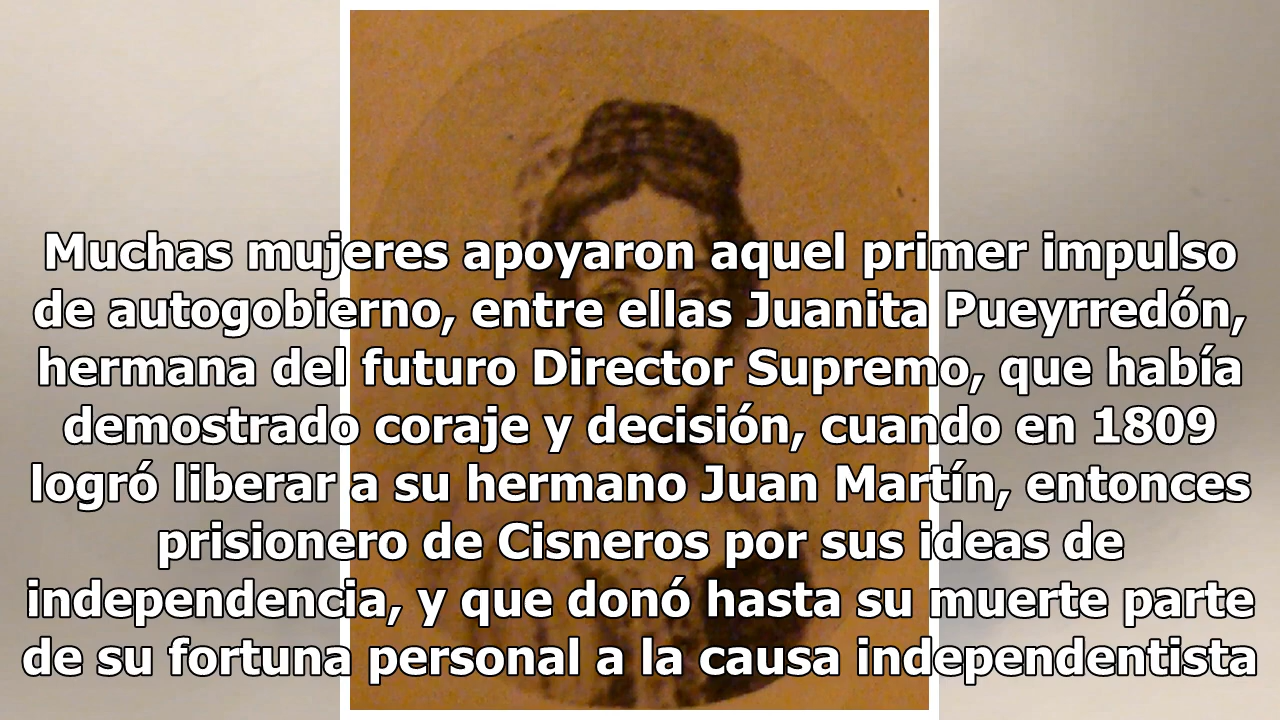 Muchas mujeres apoyaron aquel primer impulso
de autogobierno, entre ellas Juanita Pueyrredón,
hermana del futuro Director Supremo, que había
demostrado coraje y decisión, cuando en 1809
logró liberar a su hermano Juan Martín, entonces
prisionero de Cisneros por sus ideas de
independencia, y que donó hasta su muerte parte
de su fortuna personal a la causa independentista